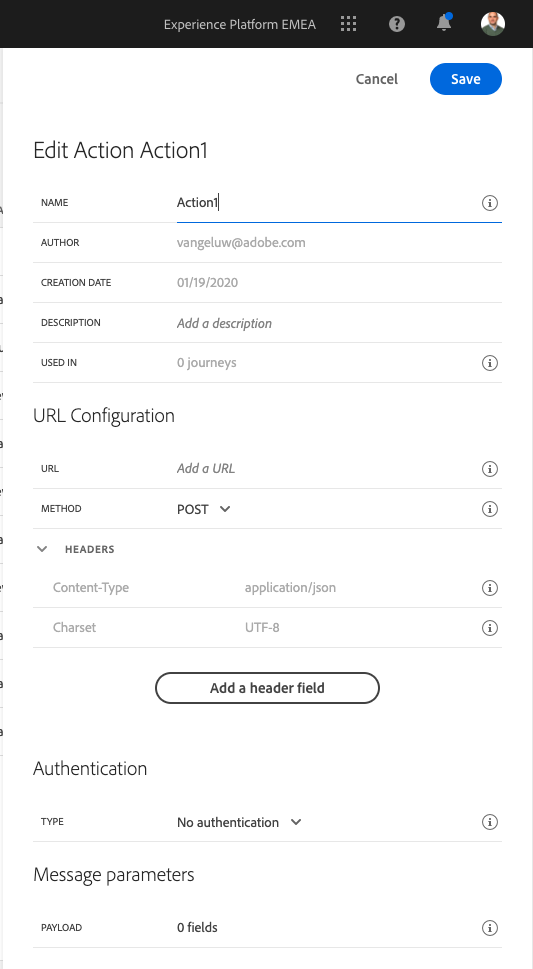 Experience Platform EMEA
Cancel Save
Edit Action Action1
NAME Action1
AUTHOR vangeluw@adobe.com
CREATION DATE 01/19/2020
DESCRIPTION Add a description
USED IN 0 journeys
URL Configuration
URL Add a URL
METHOD POST
HEADERS
Content-Type application/json
Charset UTF-8
Add a header field
Authentication
TYPE No authentication
Message parameters
PAYLOAD 0 fields